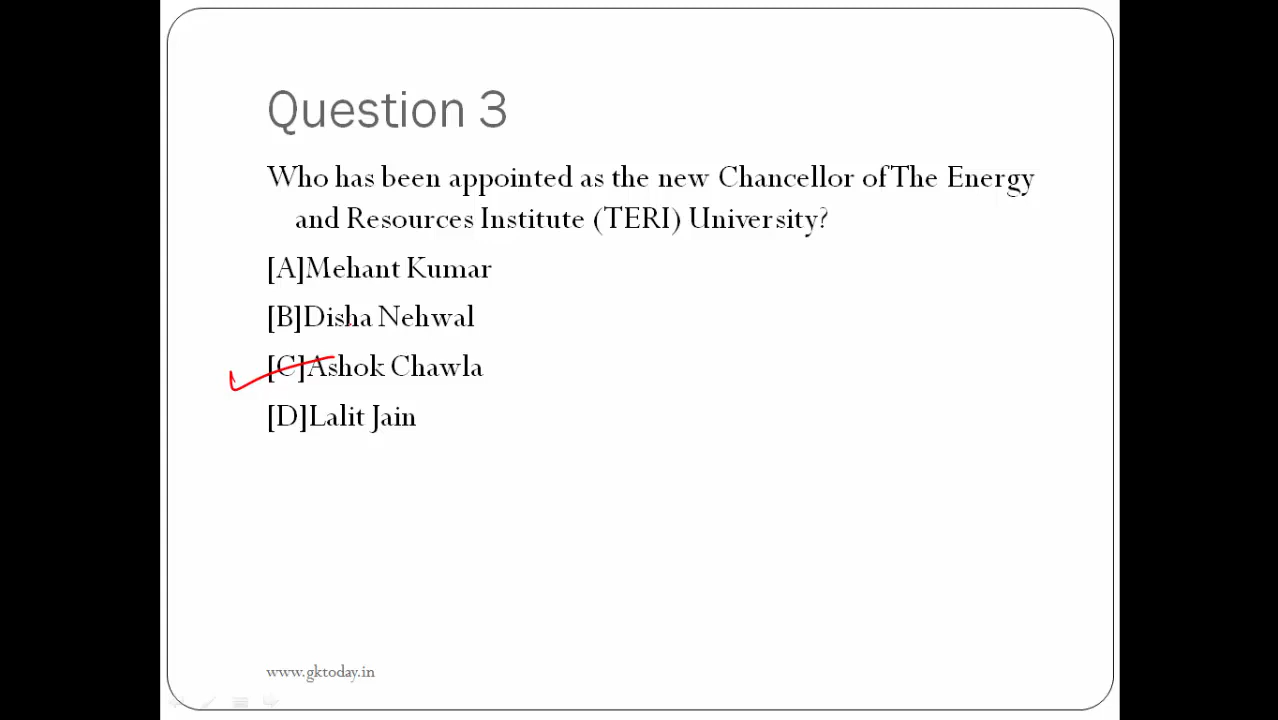 Question 3
Who has been appointed as the new Chancellor of The Energy
and Resources Institute (TERI) University?
[A]Mehant Kumar
[B]Disha Nehwal
[C]Ashok Chawla
[D]Lalit Jain
www.gktoday.in